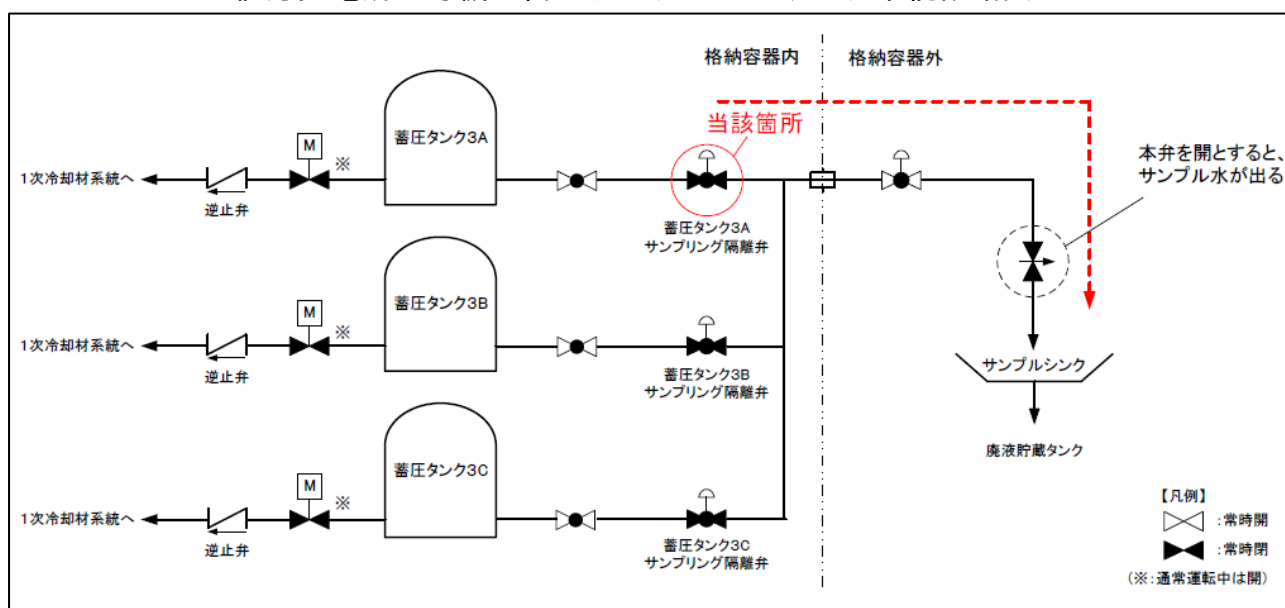 格納容器内
格納容器外
当該箇所
本弁を開とすると、
サンプル水が出る
蓄圧タンク3A
M
※
1次冷却材系統へ
逆止弁
蓄圧タンク3A
サンプリング隔離弁
蓄圧タンク3B
M
※
1次冷却材系統へ
逆止弁
蓄圧タンク3B
サンプリング隔離弁
サンプルシンク
廃液貯蔵タンク
蓄圧タンク3C
M
※
1次冷却材系統へ
逆止弁
蓄圧タンク3C
サンプリング隔離弁
【凡例】
:常時開
:常時閉
(※:通常運転中は開)